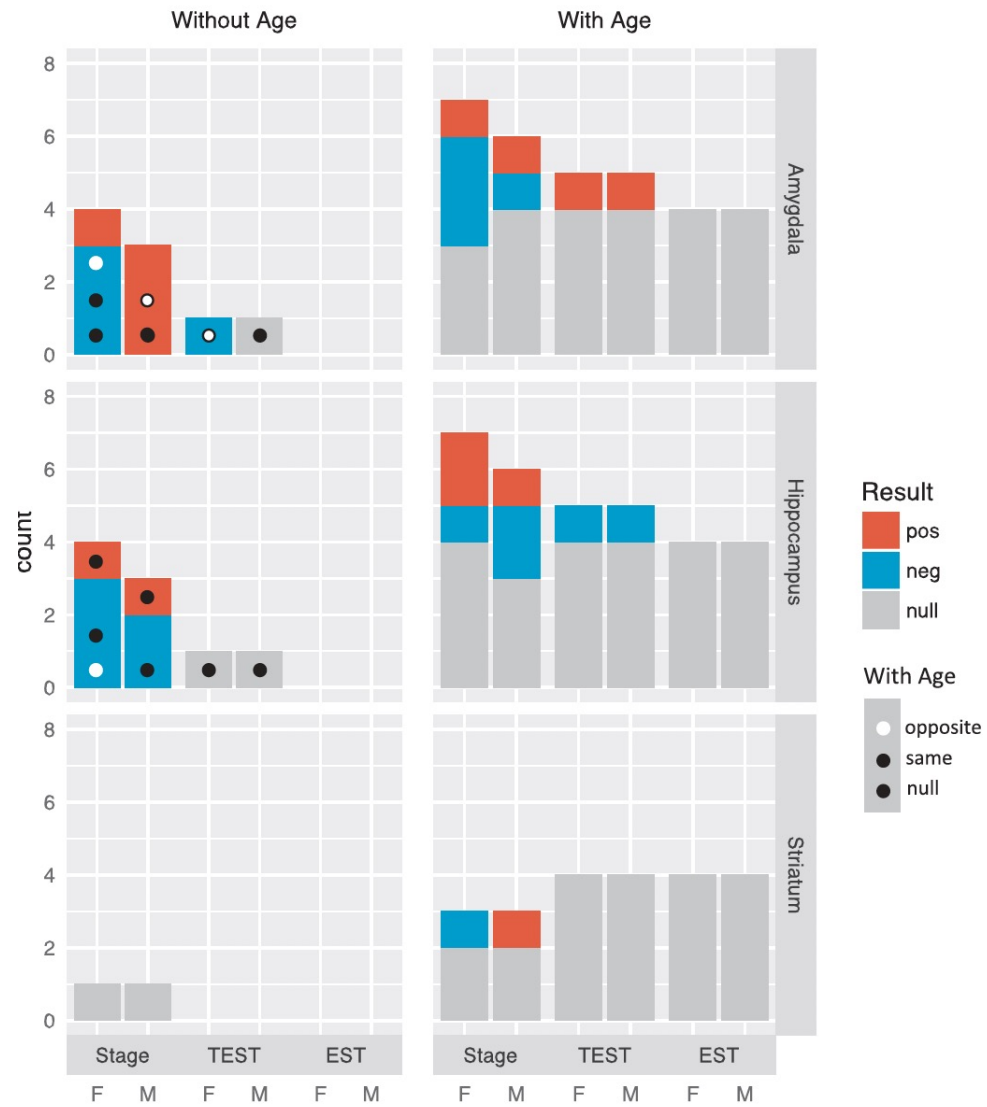 Without Age
With Age
8
6
4
2
0
Amygdala
8
6
4
2
0
Hippocampus
count
8
6
4
2
0
Striatum
Stage TEST EST
Stage TEST EST
F M F M F M
F M F M F M
Result
pos
neg
null
With Age
opposite
same
null